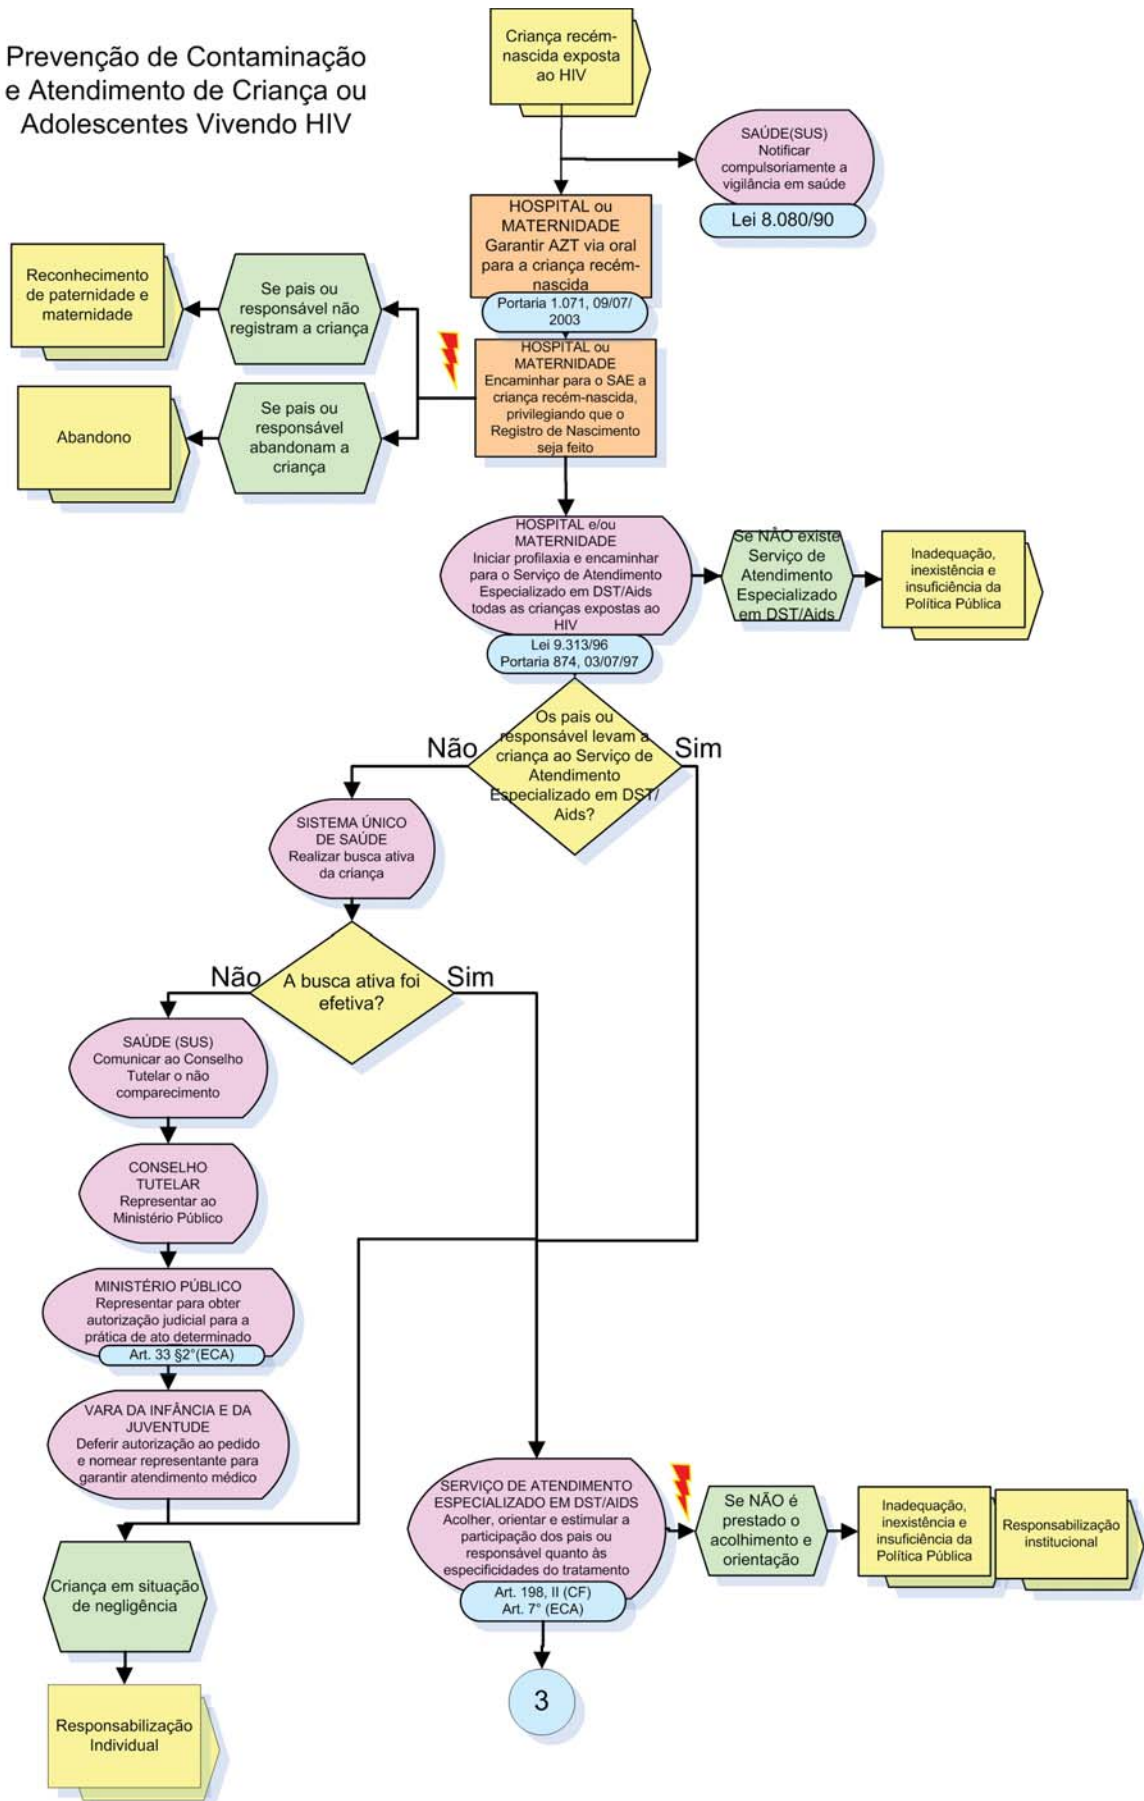 Prevenção de Contaminação
e Atendimento de Criança ou
Adolescentes Vivendo HIV
Criança recém-
nascida exposta
ao HIV
SAÚDE(SUS)
Notificar
compulsoriamente a
vigilância em saúde
Lei 8.080/90
HOSPITAL ou
MATERNIDADE
Garantir AZT via oral
para a criança recém-
nascida
Portaria 1.071, 09/07/
2003
Reconhecimento
de paternidade e
maternidade
Se pais ou
responsável não
registram a criança
HOSPITAL ou
MATERNIDADE
Encaminhar para o SAE a
criança recém-nascida,
privilegiando que o
Registro de Nascimento
seja feito
Abandono
Se pais ou
responsável
abandonam a
criança
HOSPITAL e/ou
MATERNIDADE
Iniciar profilaxia e encaminhar
para o Serviço de Atendimento
Especializado em DST/Aids
todas as crianças expostas ao
HIV
Lei 9.313/96
Portaria 874, 03/07/97
Se NÃO existe
Serviço de
Atendimento
Especializado
em DST/Aids
Inadequação,
inexistência e
insuficiência da
Política Pública
Os pais ou
responsável levam a
criança ao Serviço de
Atendimento
Especializado em DST/
Aids?
Não
Sim
SISTEMA ÚNICO
DE SAÚDE
Realizar busca ativa
da criança
A busca ativa foi
efetiva?
Não
Sim
SAÚDE (SUS)
Comunicar ao Conselho
Tutelar o não
comparecimento
CONSELHO
TUTELAR
Representar ao
Ministério Público
MINISTÉRIO PÚBLICO
Representar para obter
autorização judicial para a
prática de ato determinado
Art. 33 §2°(ECA)
VARA DA INFÂNCIA E DA
JUVENTUDE
Deferir autorização ao pedido
e nomear representante para
garantir atendimento médico
Criança em situação
de negligência
Responsabilização
Individual
SERVIÇO DE ATENDIMENTO
ESPECIALIZADO EM DST/AIDS
Acolher, orientar e estimular a
participação dos pais ou
responsável quanto às
especificidades do tratamento
Art. 198, II (CF)
Art. 7° (ECA)
3
Se NÃO é
prestado o
acolhimento e
orientação
Inadequação,
inexistência e
insuficiência da
Política Pública
Responsabilização
institucional